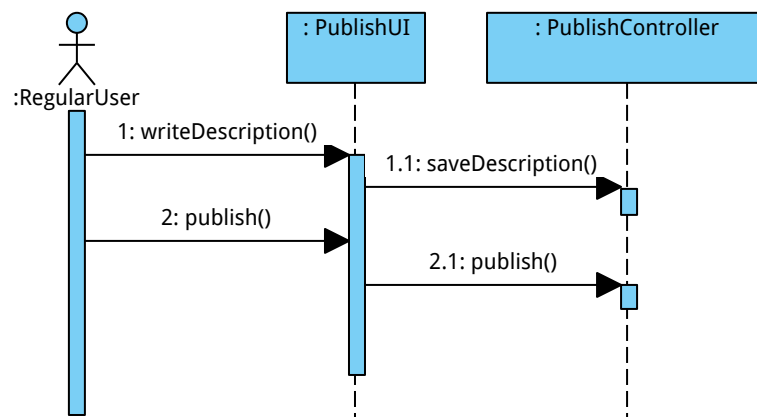 : PublishUI
: PublishController
:RegularUser
1: writeDescription()
1.1: saveDescription()
2: publish()
2.1: publish()